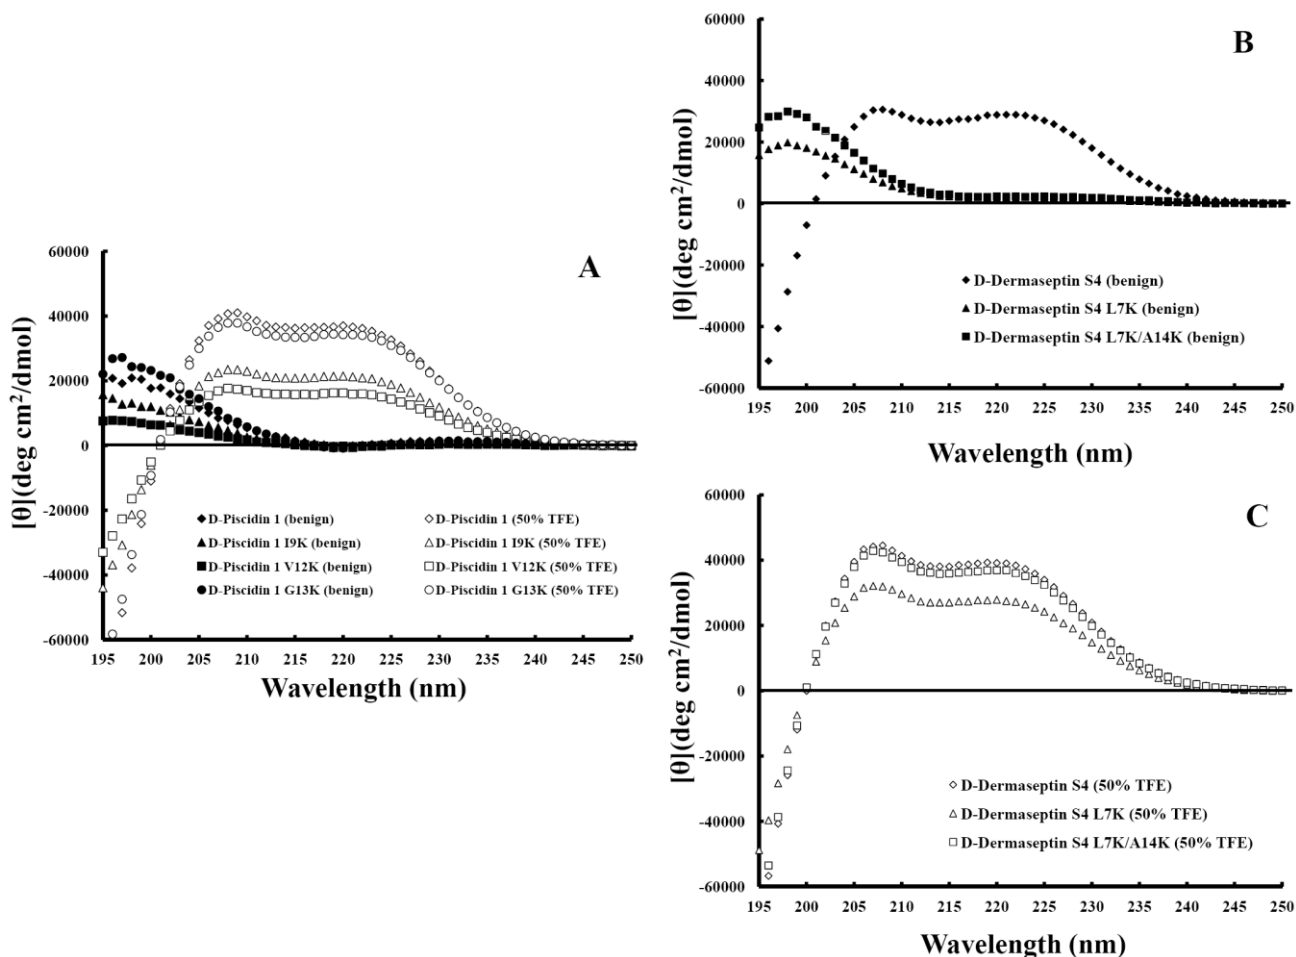 A
[θ](deg cm²/dmol)
60000
40000
20000
0
-20000
-40000
-60000
D-Piscidin 1 (benign)
D-Piscidin 1 (50% TFE)
D-Piscidin 1 I9K (benign)
D-Piscidin 1 I9K (50% TFE)
D-Piscidin 1 V12K (benign)
D-Piscidin 1 V12K (50% TFE)
D-Piscidin 1 G13K (benign)
D-Piscidin 1 G13K (50% TFE)
195 200 205 210 215 220 225 230 235 240 245 250
Wavelength (nm)
B
[θ](deg cm²/dmol)
60000
40000
20000
0
-20000
-40000
-60000
D-Dermaseptin S4 (benign)
D-Dermaseptin S4 L7K (benign)
D-Dermaseptin S4 L7K/A14K (benign)
195 200 205 210 215 220 225 230 235 240 245 250
Wavelength (nm)
C
[θ](deg cm²/dmol)
60000
40000
20000
0
-20000
-40000
-60000
D-Dermaseptin S4 (50% TFE)
D-Dermaseptin S4 L7K (50% TFE)
D-Dermaseptin S4 L7K/A14K (50% TFE)
195 200 205 210 215 220 225 230 235 240 245 250
Wavelength (nm)